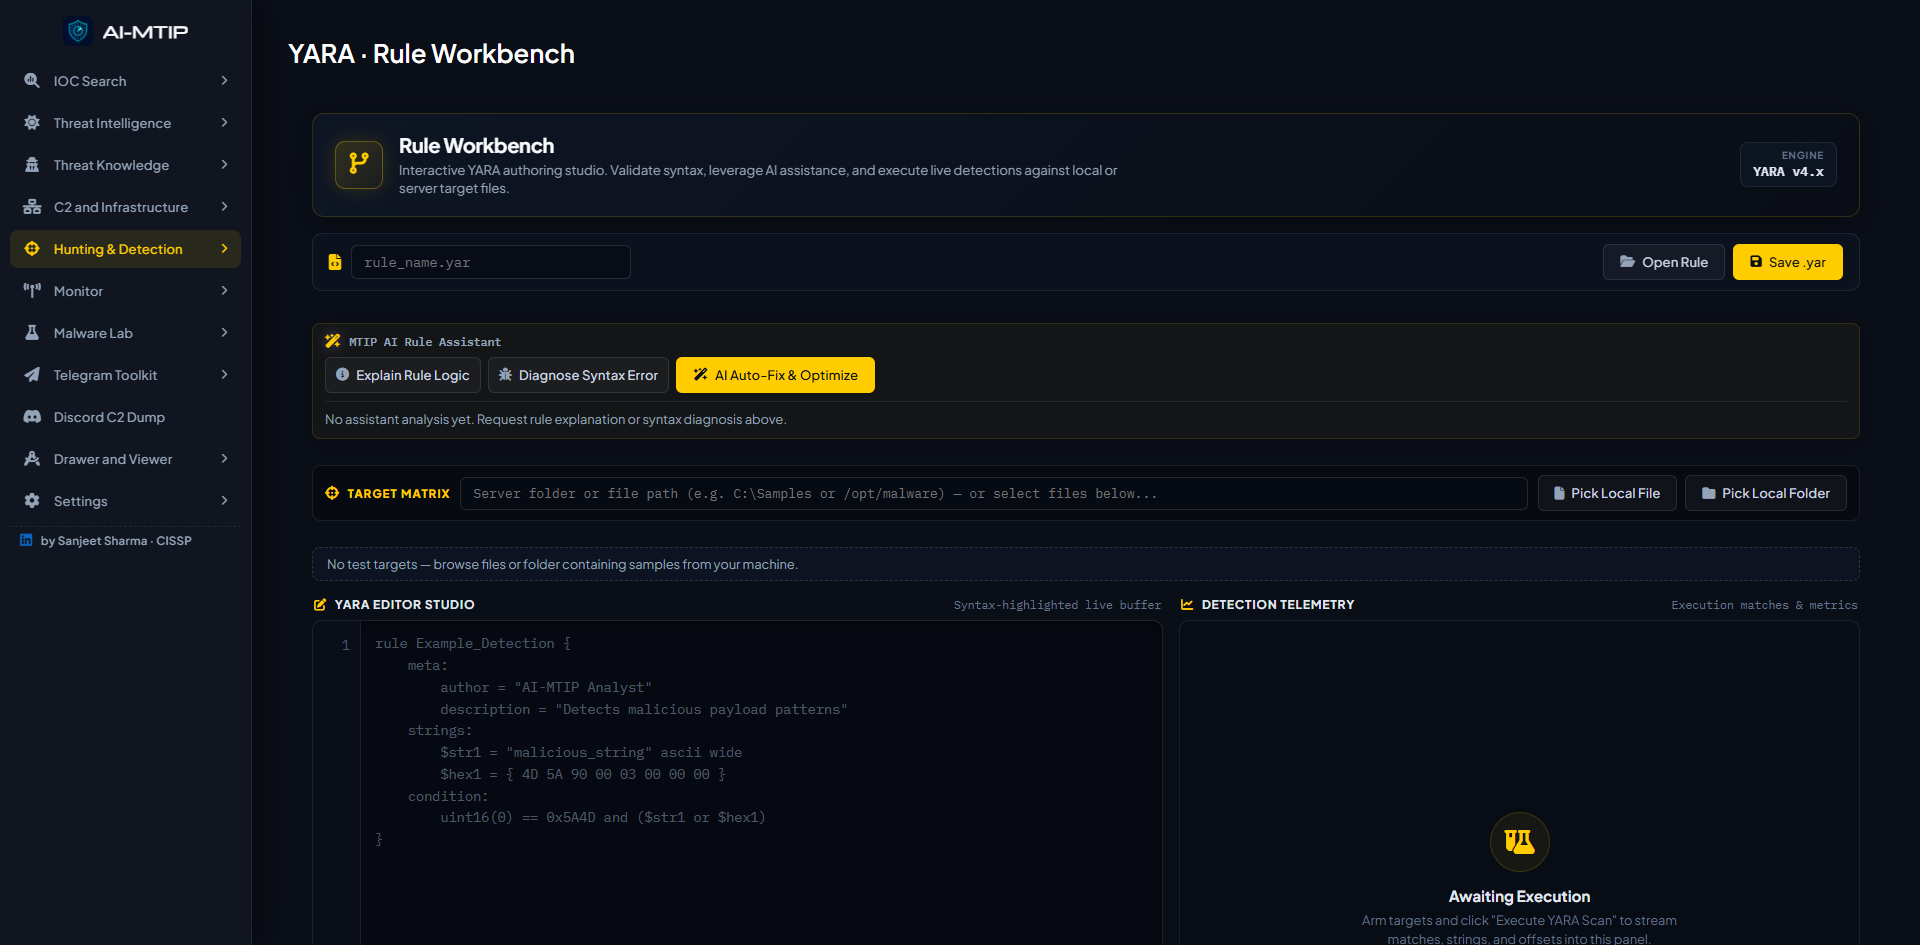 AI-MTIP
IOC Search
Threat Intelligence
Threat Knowledge
C2 and Infrastructure
Hunting & Detection
Monitor
Malware Lab
Telegram Toolkit
Discord C2 Dump
Drawer and Viewer
Settings
by Sanjeet Sharma · CISSP
YARA · Rule Workbench
Rule Workbench
Interactive YARA authoring studio. Validate syntax, leverage AI assistance, and execute live detections against local or
server target files.
ENGINE
YARA v4.x
rule_name.yar
Open Rule
Save .yar
MTIP AI Rule Assistant
Explain Rule Logic
Diagnose Syntax Error
AI Auto-Fix & Optimize
No assistant analysis yet. Request rule explanation or syntax diagnosis above.
TARGET MATRIX
Server folder or file path (e.g. C:\Samples or /opt/malware) — or select files below...
Pick Local File
Pick Local Folder
No test targets — browse files or folder containing samples from your machine.
YARA EDITOR STUDIO
Syntax-highlighted live buffer
1
rule Example_Detection {
    meta:
        author = "AI-MTIP Analyst"
        description = "Detects malicious payload patterns"
    strings:
        $str1 = "malicious_string" ascii wide
        $hex1 = { 4D 5A 90 00 03 00 00 00 }
    condition:
        uint16(0) == 0x5A4D and ($str1 or $hex1)
}
DETECTION TELEMETRY
Execution matches & metrics
Awaiting Execution
Arm targets and click "Execute YARA Scan" to stream
matches, strings, and offsets into this panel.